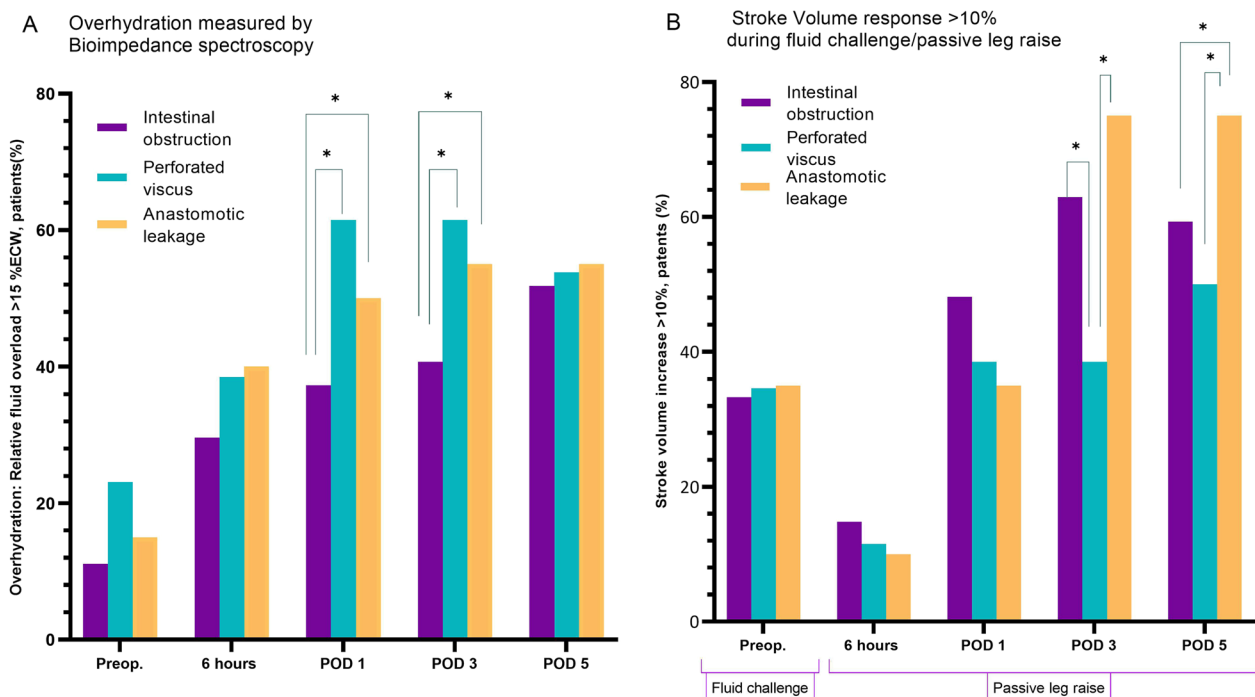 A
Overhydration measured by
Bioimpedance spectroscopy
Overhydration: Relative fluid overload >15 %ECW, patients(%)
80
60
40
20
0
Intestinal
obstruction
Perforated
viscus
Anastomotic
leakage
*
*
*
*
Preop.
6 hours
POD 1
POD 3
POD 5
B
Stroke Volume response >10%
during fluid challenge/passive leg raise
Stroke volume increase >10%, patents (%)
80
60
40
20
0
Intestinal
obstruction
Perforated
viscus
Anastomotic
leakage
*
*
*
*
Preop.
6 hours
POD 1
POD 3
POD 5
Fluid challenge
Passive leg raise